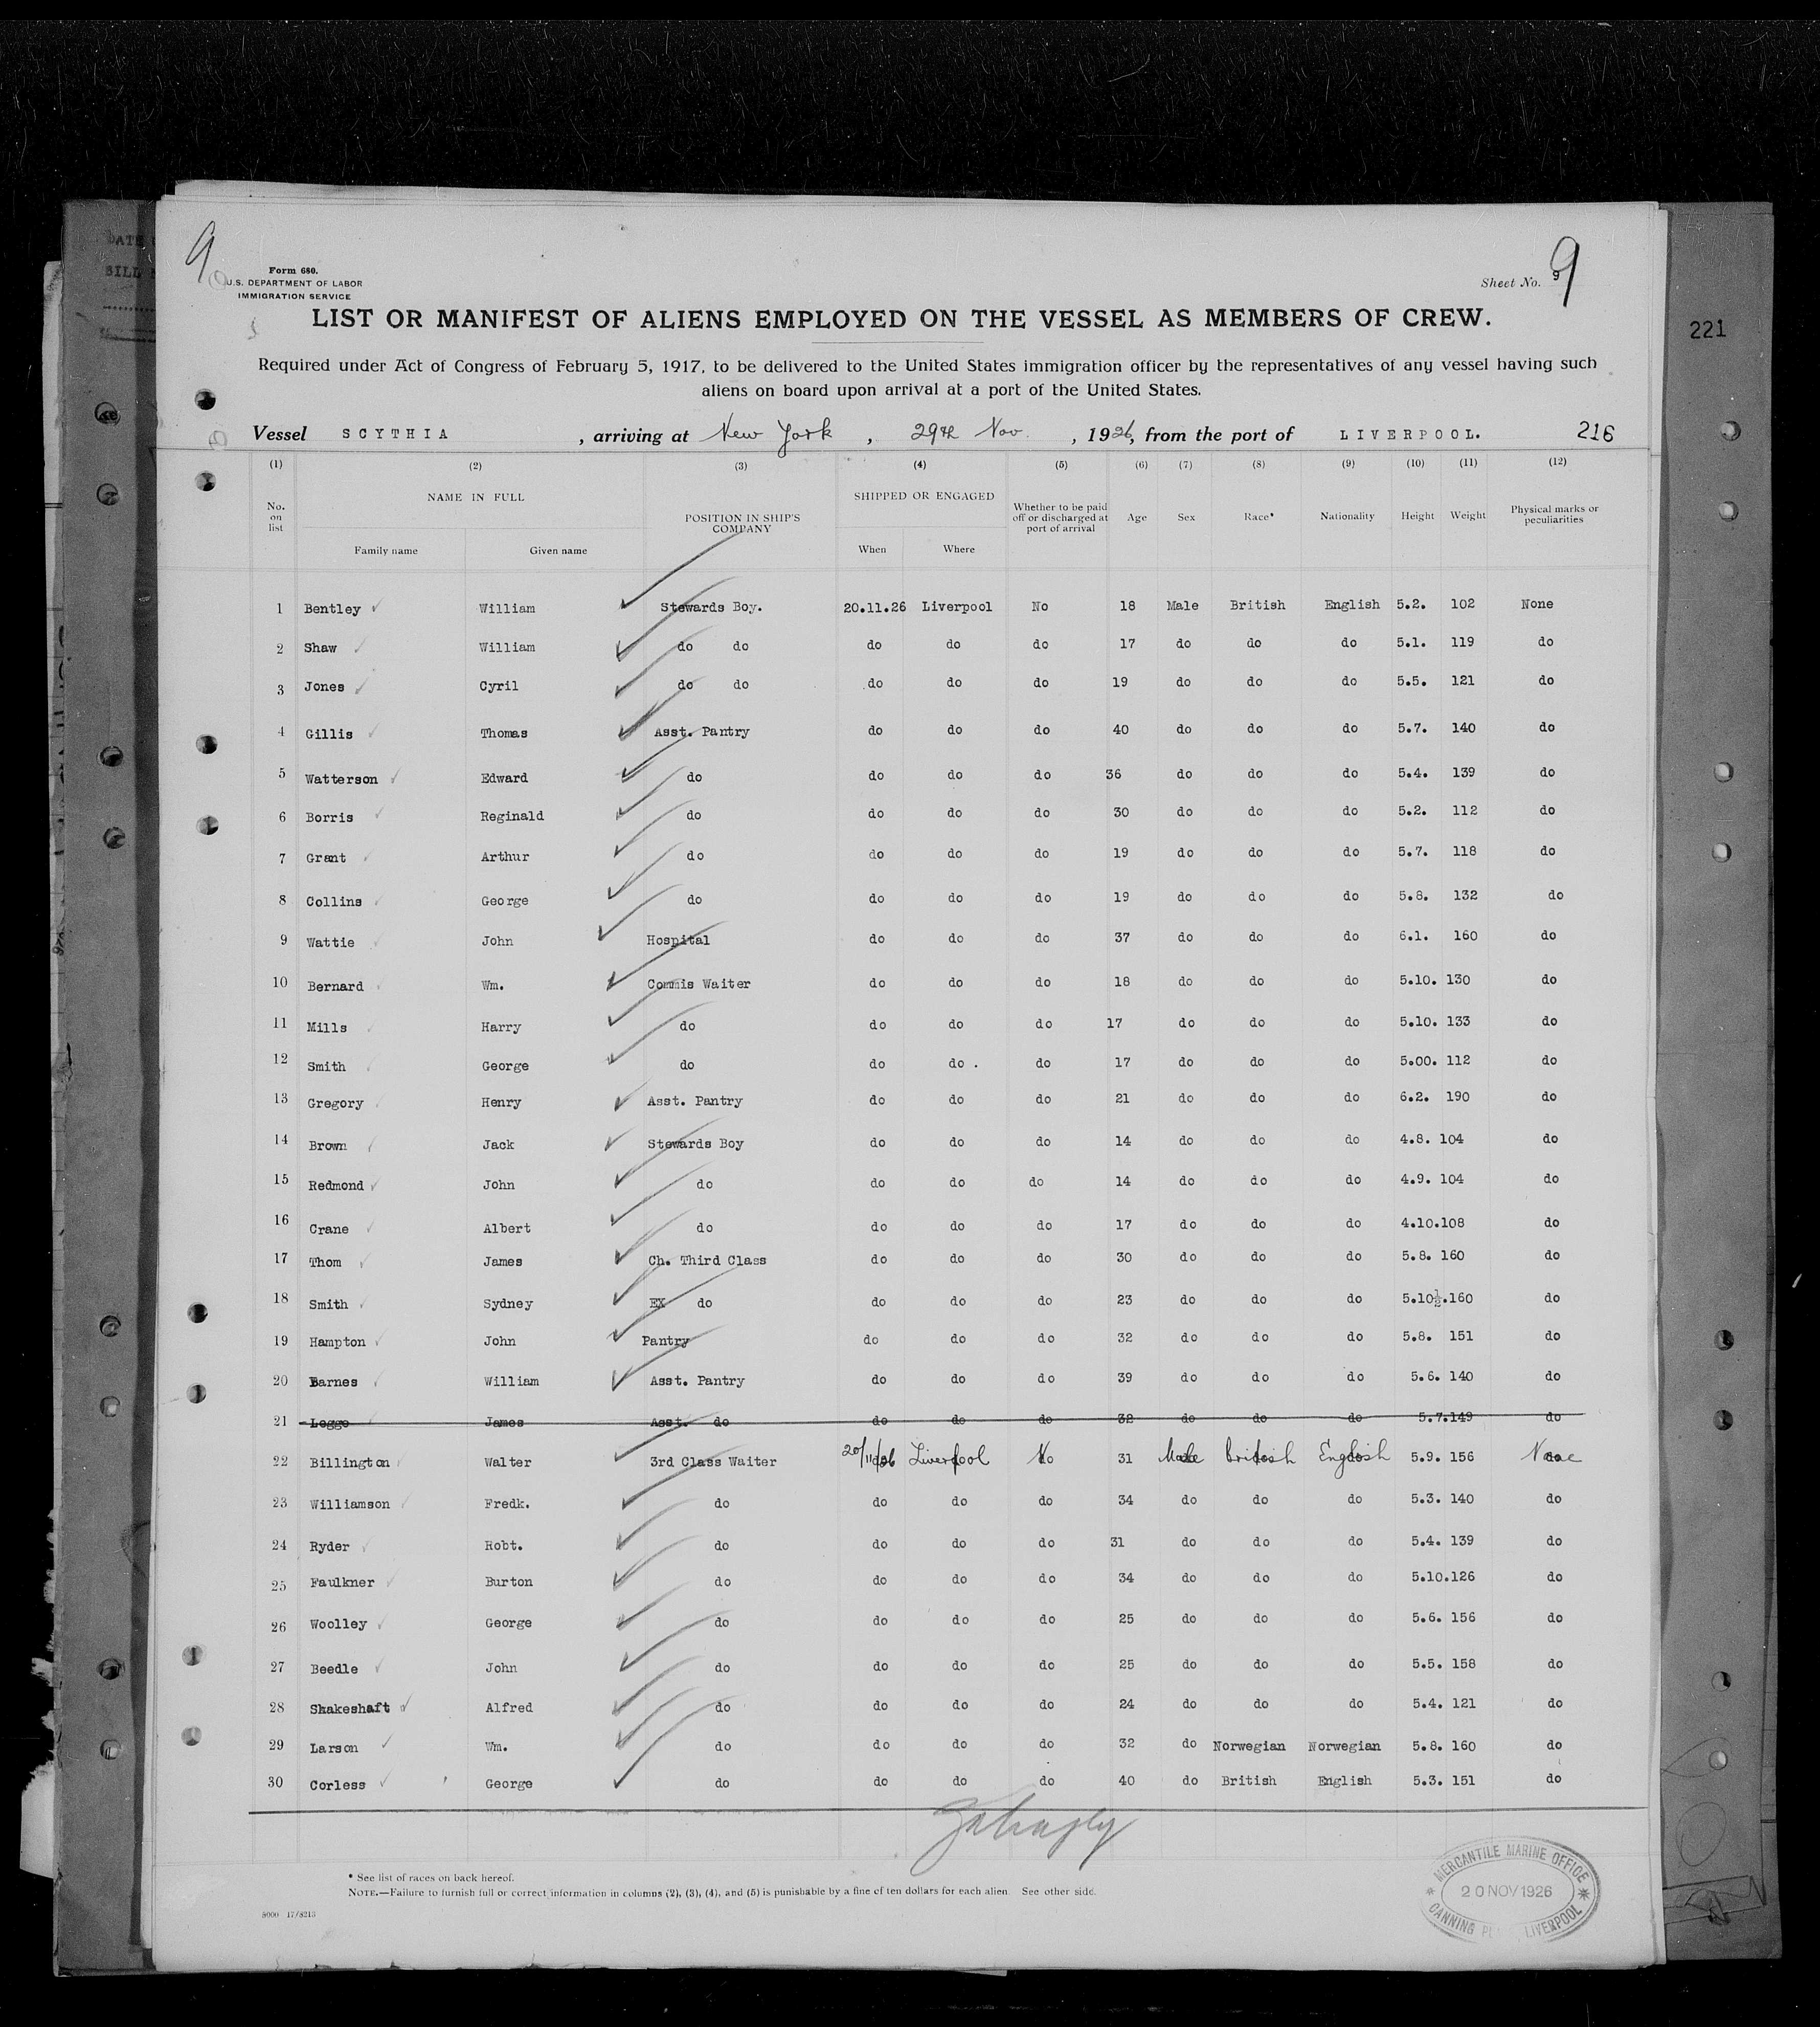 9
Form 680.
U.S. DEPARTMENT OF LABOR
IMMIGRATION SERVICE
Sheet No. 9 9
LIST OR MANIFEST OF ALIENS EMPLOYED ON THE VESSEL AS MEMBERS OF CREW.
221
Required under Act of Congress of February 5, 1917, to be delivered to the United States immigration officer by the representatives of any vessel having such
aliens on board upon arrival at a port of the United States.
Vessel SCYTHIA , arriving at New York , 29th Nov. , 1926, from the port of LIVERPOOL. 216
(1) (2) (3) (4) (5) (6) (7) (8) (9) (10) (11) (12)
No. on list NAME IN FULL POSITION IN SHIP'S COMPANY SHIPPED OR ENGAGED Whether to be paid off or discharged at port of arrival Age Sex Race* Nationality Height Weight Physical marks or peculiarities
Family name Given name When Where
1 Bentley William Stewards Boy. 20.11.26 Liverpool No 18 Male British English 5.2. 102 None
2 Shaw William do do do do do 17 do do do 5.1. 119 do
3 Jones Cyril do do do do do 19 do do do 5.5. 121 do
4 Gillis Thomas Asst. Pantry do do do 40 do do do 5.7. 140 do
5 Watterson Edward do do do do 36 do do do 5.4. 139 do
6 Borris Reginald do do do do 30 do do do 5.2. 112 do
7 Grant Arthur do do do do 19 do do do 5.7. 118 do
8 Collins George do do do do 19 do do do 5.8. 132 do
9 Wattie John Hospital do do do 37 do do do 6.1. 160 do
10 Bernard Wm. Commis Waiter do do do 18 do do do 5.10. 130 do
11 Mills Harry do do do do 17 do do do 5.10. 133 do
12 Smith George do do do . do 17 do do do 5.00. 112 do
13 Gregory Henry Asst. Pantry do do do 21 do do do 6.2. 190 do
14 Brown Jack Stewards Boy do do do 14 do do do 4.8. 104 do
15 Redmond John do do do do 14 do do do 4.9. 104 do
16 Crane Albert do do do do 17 do do do 4.10.108 do
17 Thom James Ch. Third Class do do do 30 do do do 5.8. 160 do
18 Smith Sydney EX do do do do 23 do do do 5.10½.160 do
19 Hampton John Pantry do do do 32 do do do 5.8. 151 do
20 Barnes William Asst. Pantry do do do 39 do do do 5.6. 140 do
21 Legge James Asst. do do do do 32 do do do 5.7.149 do
22 Billington Walter 3rd Class Waiter 20/11/26 Liverpool No 31 Male British English 5.9. 156 None
23 Williamson Fredk. do do do do 34 do do do 5.3. 140 do
24 Ryder Robt. do do do do 31 do do do 5.4. 139 do
25 Faulkner Burton do do do do 34 do do do 5.10.126 do
26 Woolley George do do do do 25 do do do 5.6. 156 do
27 Beedle John do do do do 25 do do do 5.5. 158 do
28 Skakeshaft Alfred do do do do 24 do do do 5.4. 121 do
29 Larson Wm. do do do do 32 do Norwegian Norwegian 5.8. 160 do
30 Corless George do do do do 40 do British English 5.3. 151 do
* See list of races on back hereof.
NOTE.—Failure to furnish full or correct information in columns (2), (3), (4), and (5) is punishable by a fine of ten dollars for each alien. See other side.
8000 17/8213
MERCANTILE MARINE OFFICE
20 NOV 1926
CANNING LIVERPOOL